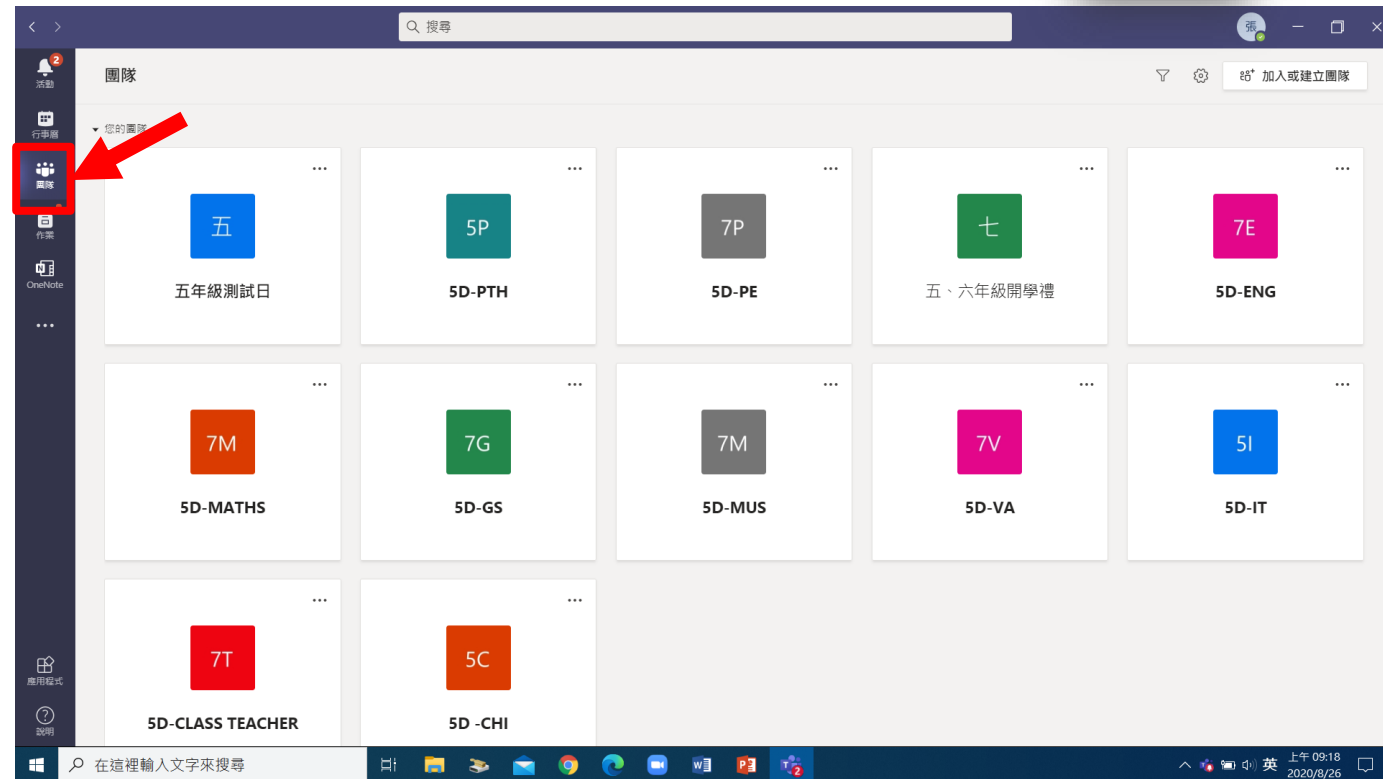 搜尋
張
2
活動
團隊
加入或建立團隊
行事曆
您的團隊
團隊
作業
OneNote
五
5P
7P
七
7E
五年級測試日
5D-PTH
5D-PE
五、六年級開學禮
5D-ENG
7M
7G
7M
7V
5I
5D-MATHS
5D-GS
5D-MUS
5D-VA
5D-IT
7T
5C
5D-CLASS TEACHER
5D -CHI
應用程式
說明
在這裡輸入文字來搜尋
2
英
上午 09:18
2020/8/26